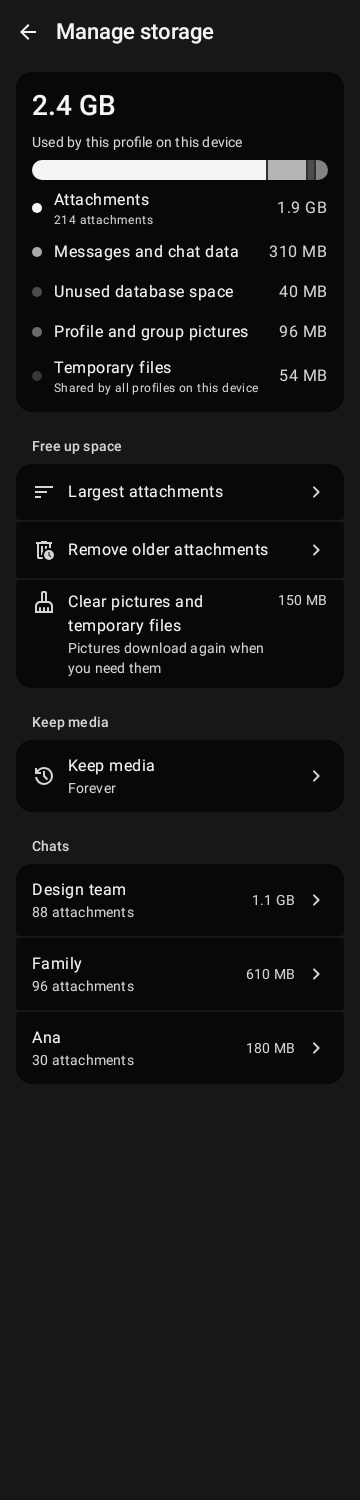 Manage storage
2.4 GB
Used by this profile on this device
Attachments
214 attachments
1.9 GB
Messages and chat data
310 MB
Unused database space
40 MB
Profile and group pictures
96 MB
Temporary files
Shared by all profiles on this device
54 MB
Free up space
Largest attachments
Remove older attachments
Clear pictures and
temporary files
150 MB
Pictures download again when
you need them
Keep media
Keep media
Forever
Chats
Design team
88 attachments
1.1 GB
Family
96 attachments
610 MB
Ana
30 attachments
180 MB